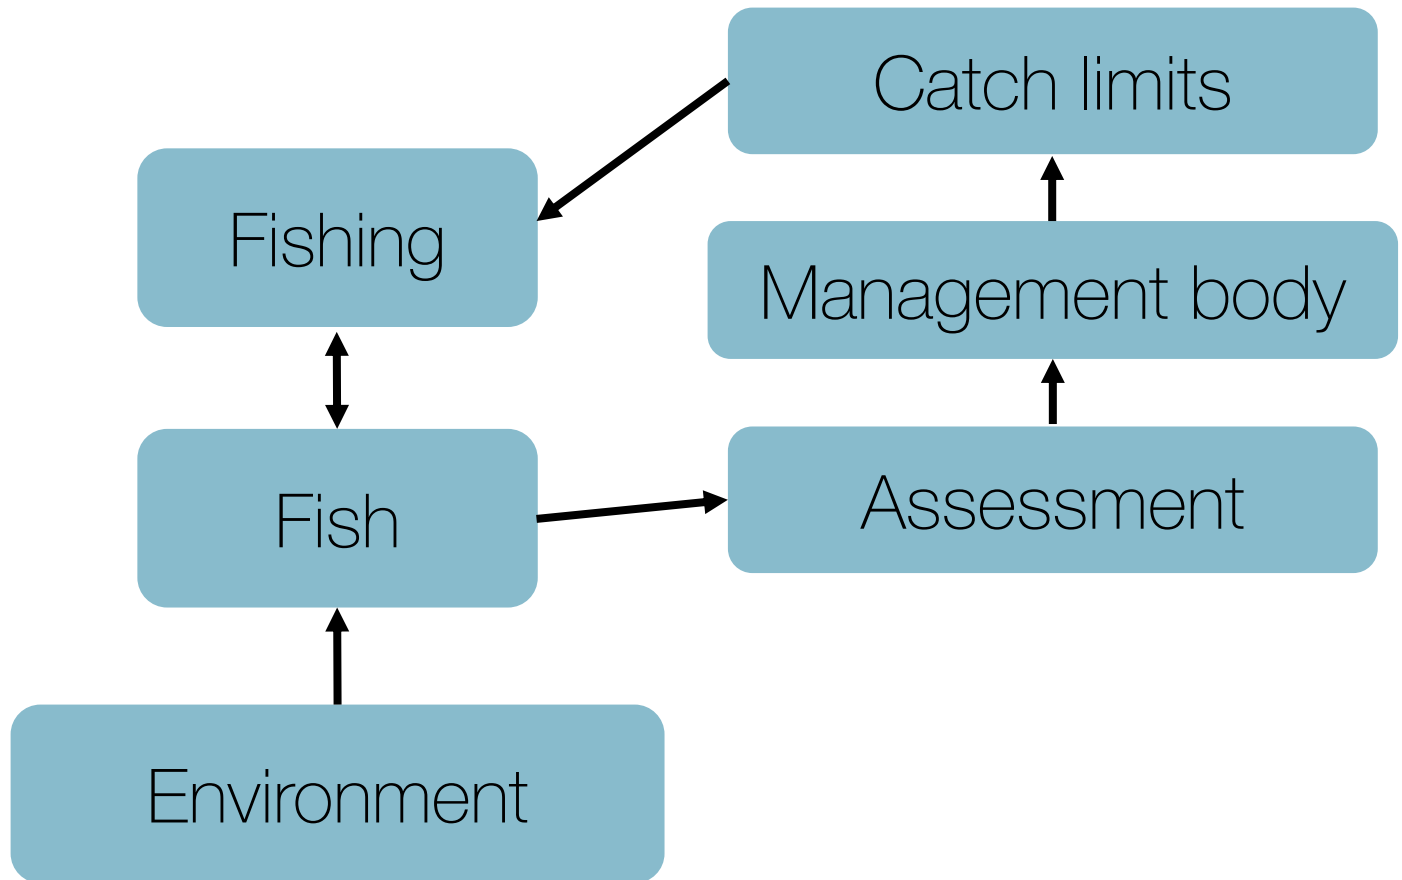 Catch limits
Fishing
Management body
Fish
Assessment
Environment